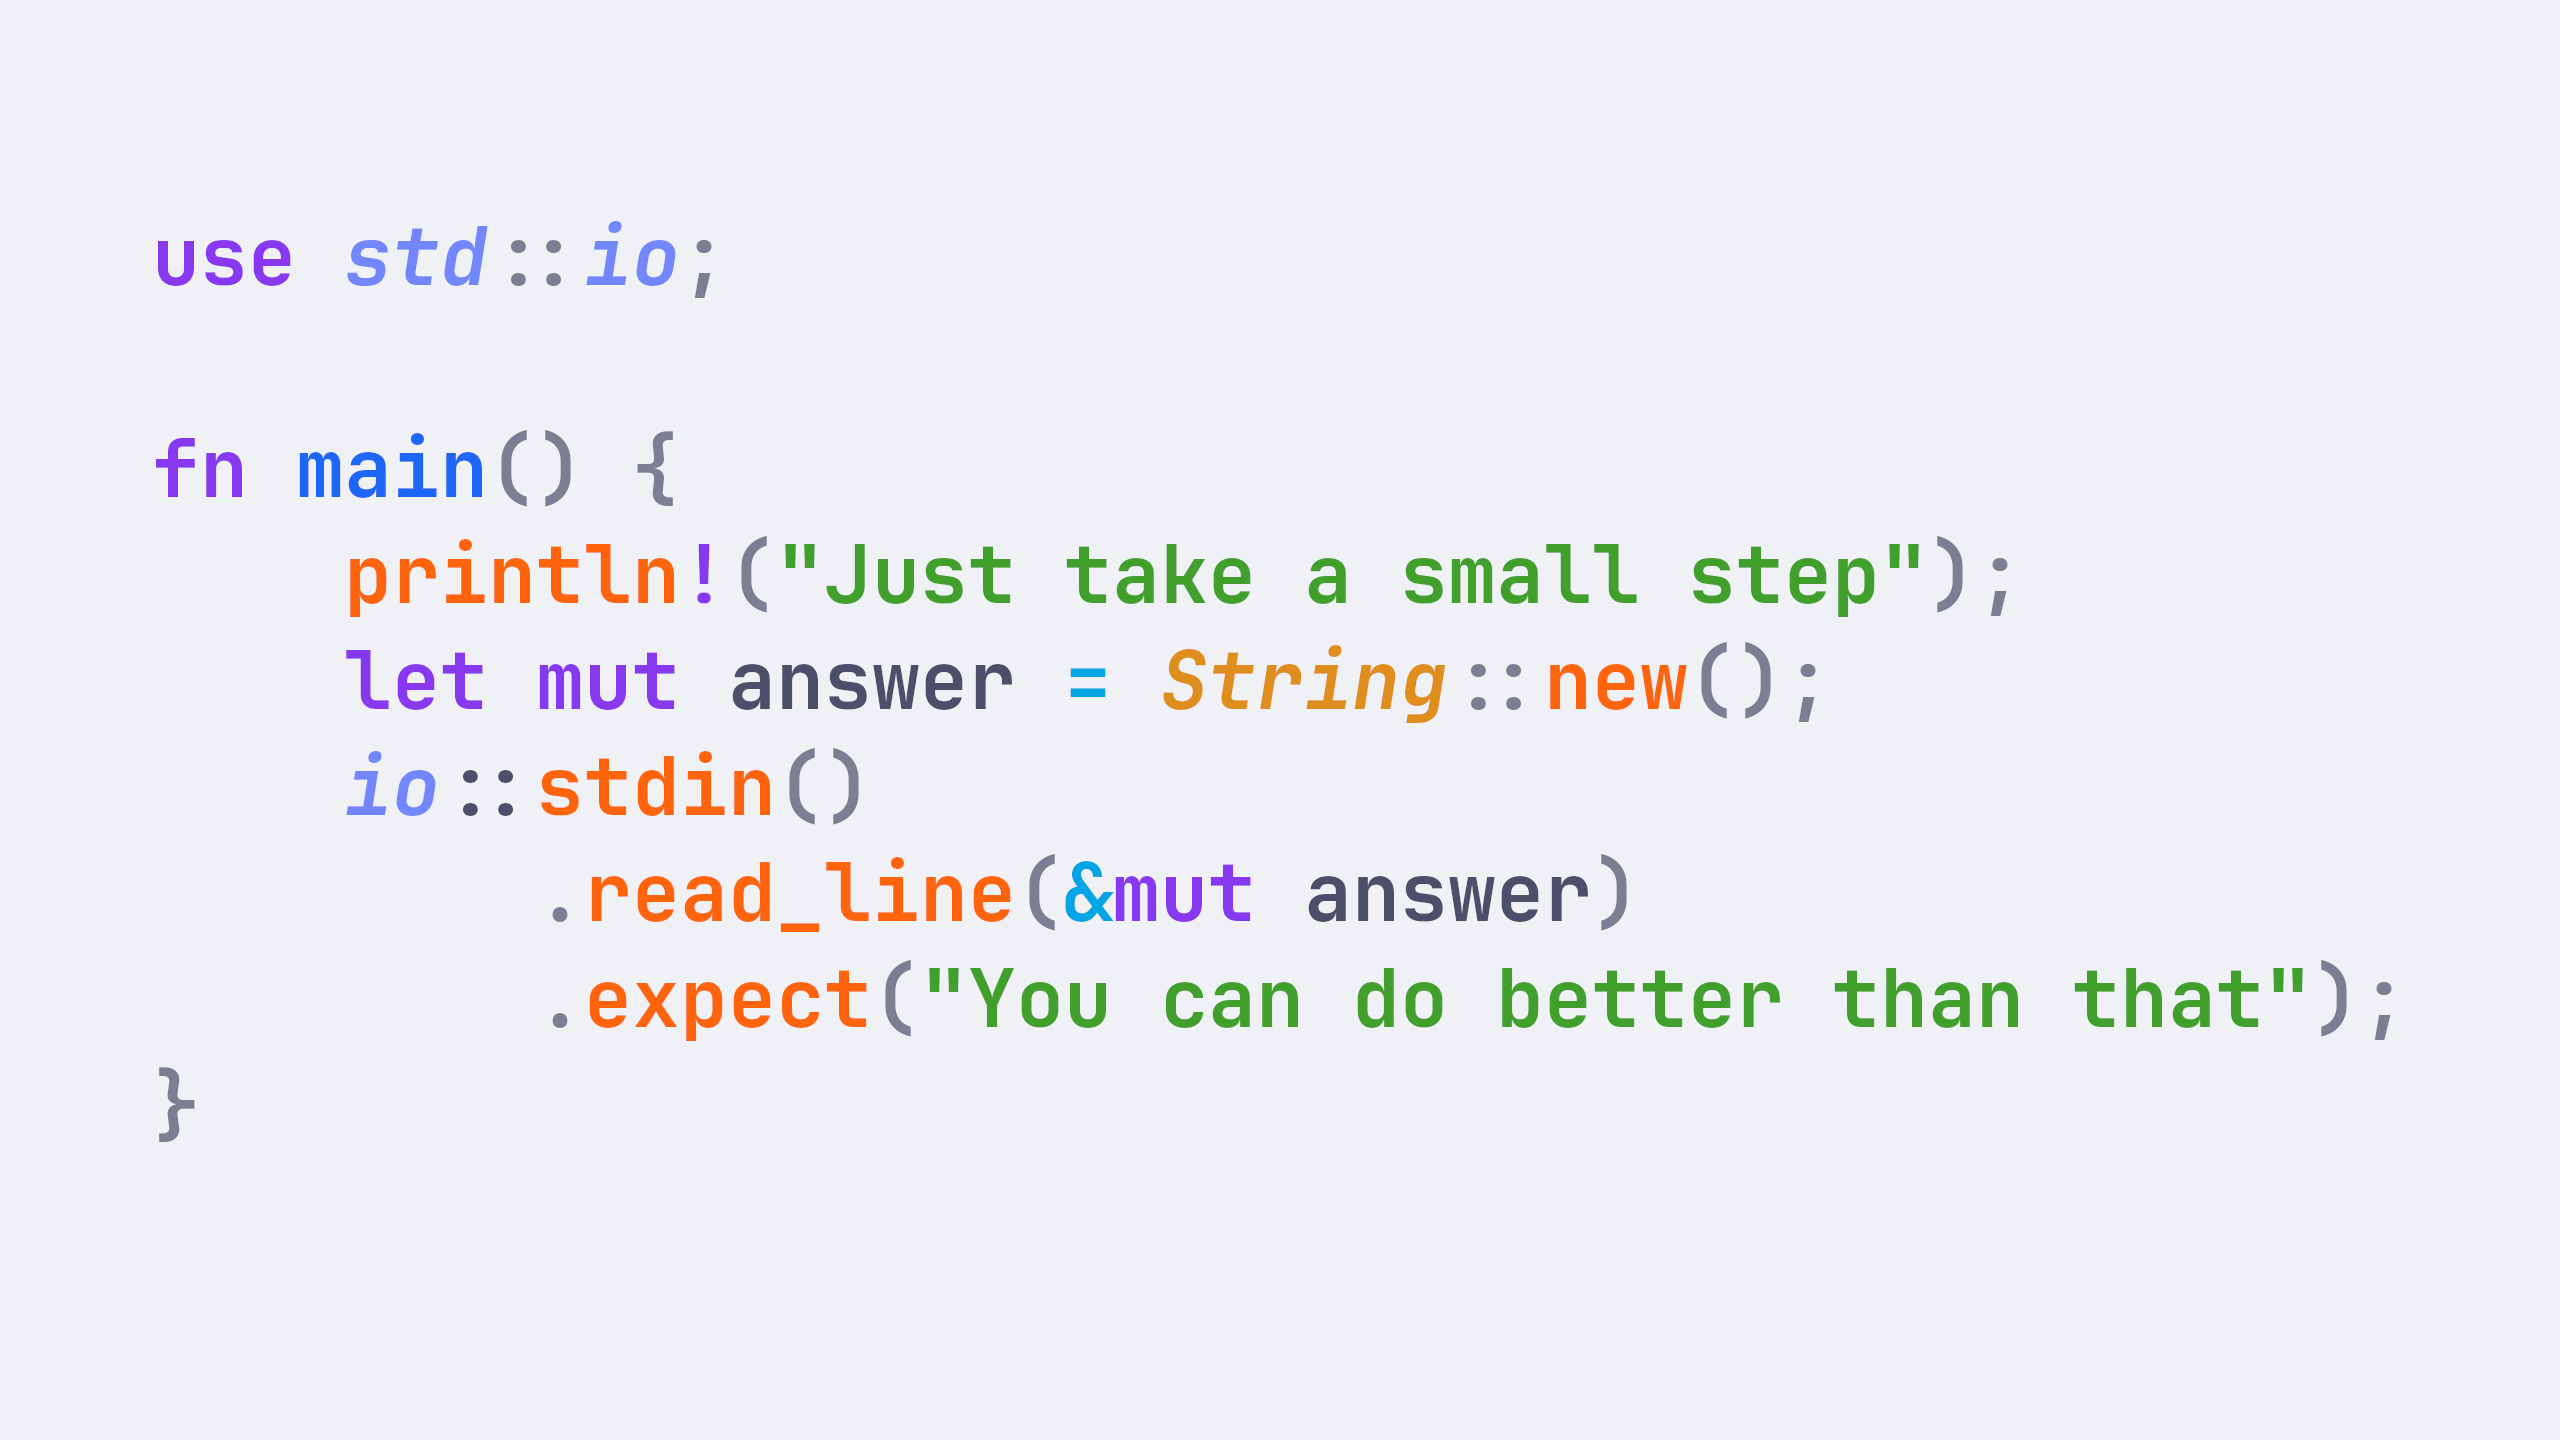 use std::io;

fn main() {
    println!("Just take a small step");
    let mut answer = String::new();
    io::stdin()
        .read_line(&mut answer)
        .expect("You can do better than that");
}